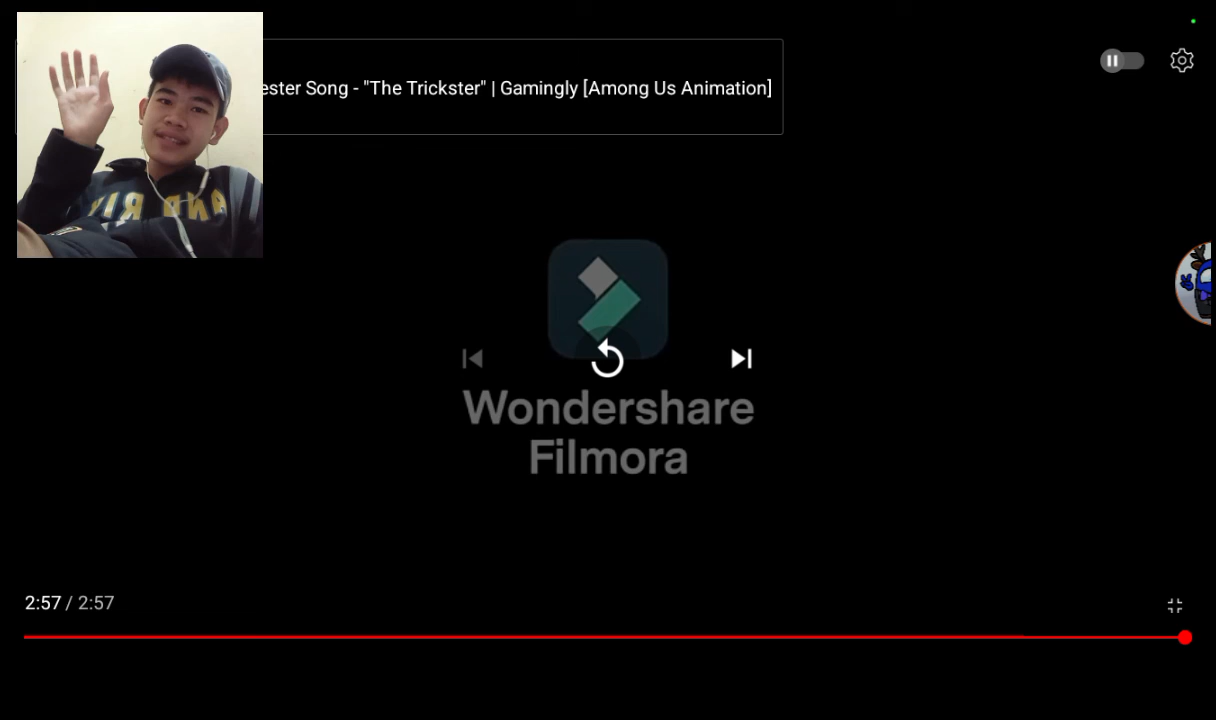 ester Song - "The Trickster" | Gamingly [Among Us Animation]
Wondershare
Filmora
2:57 / 2:57